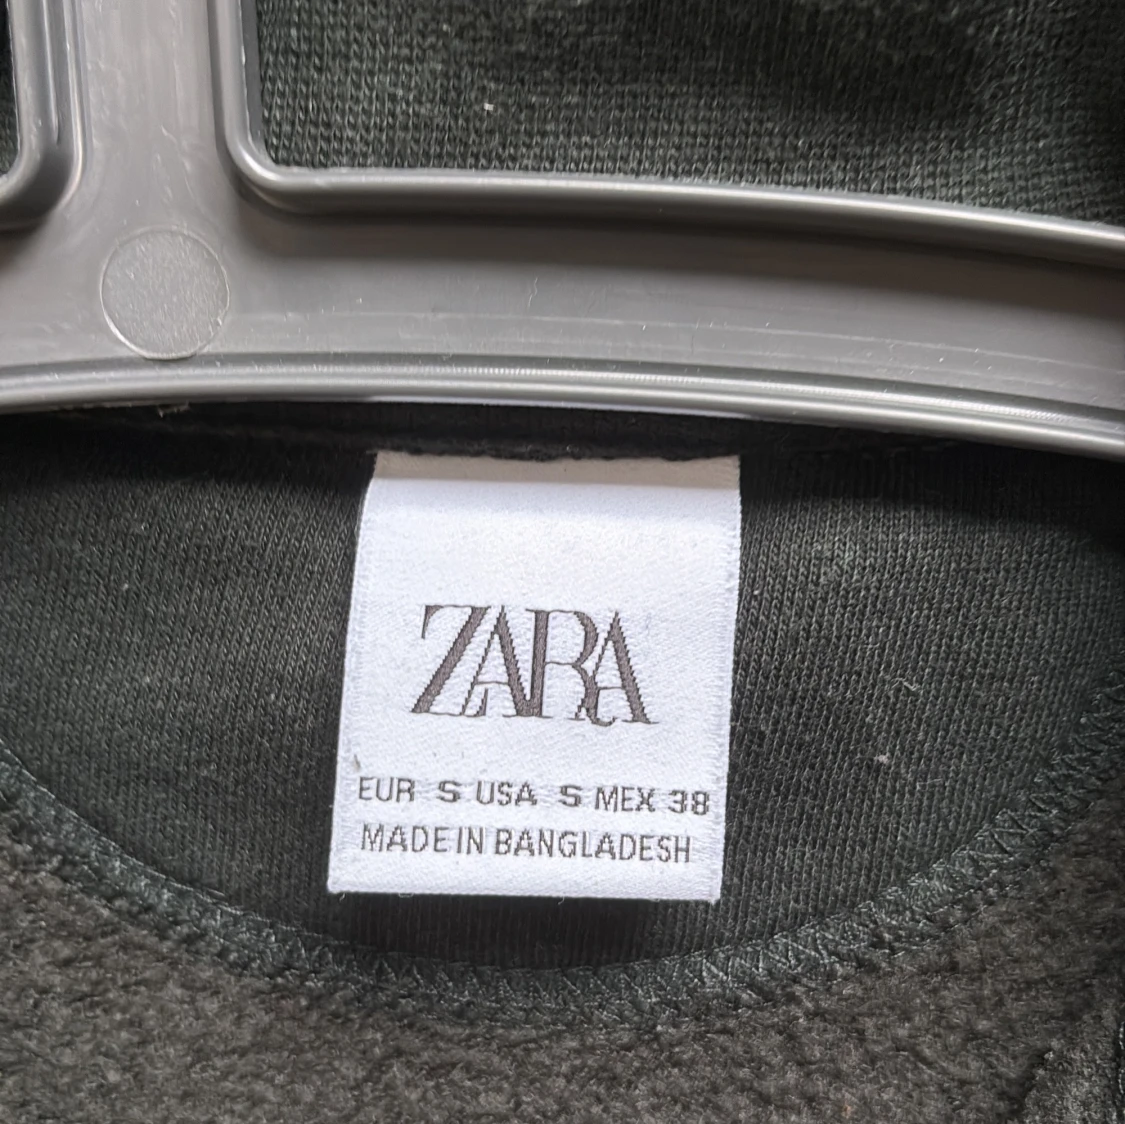 ZARA
EUR S USA S MEX 38
MADE IN BANGLADESH